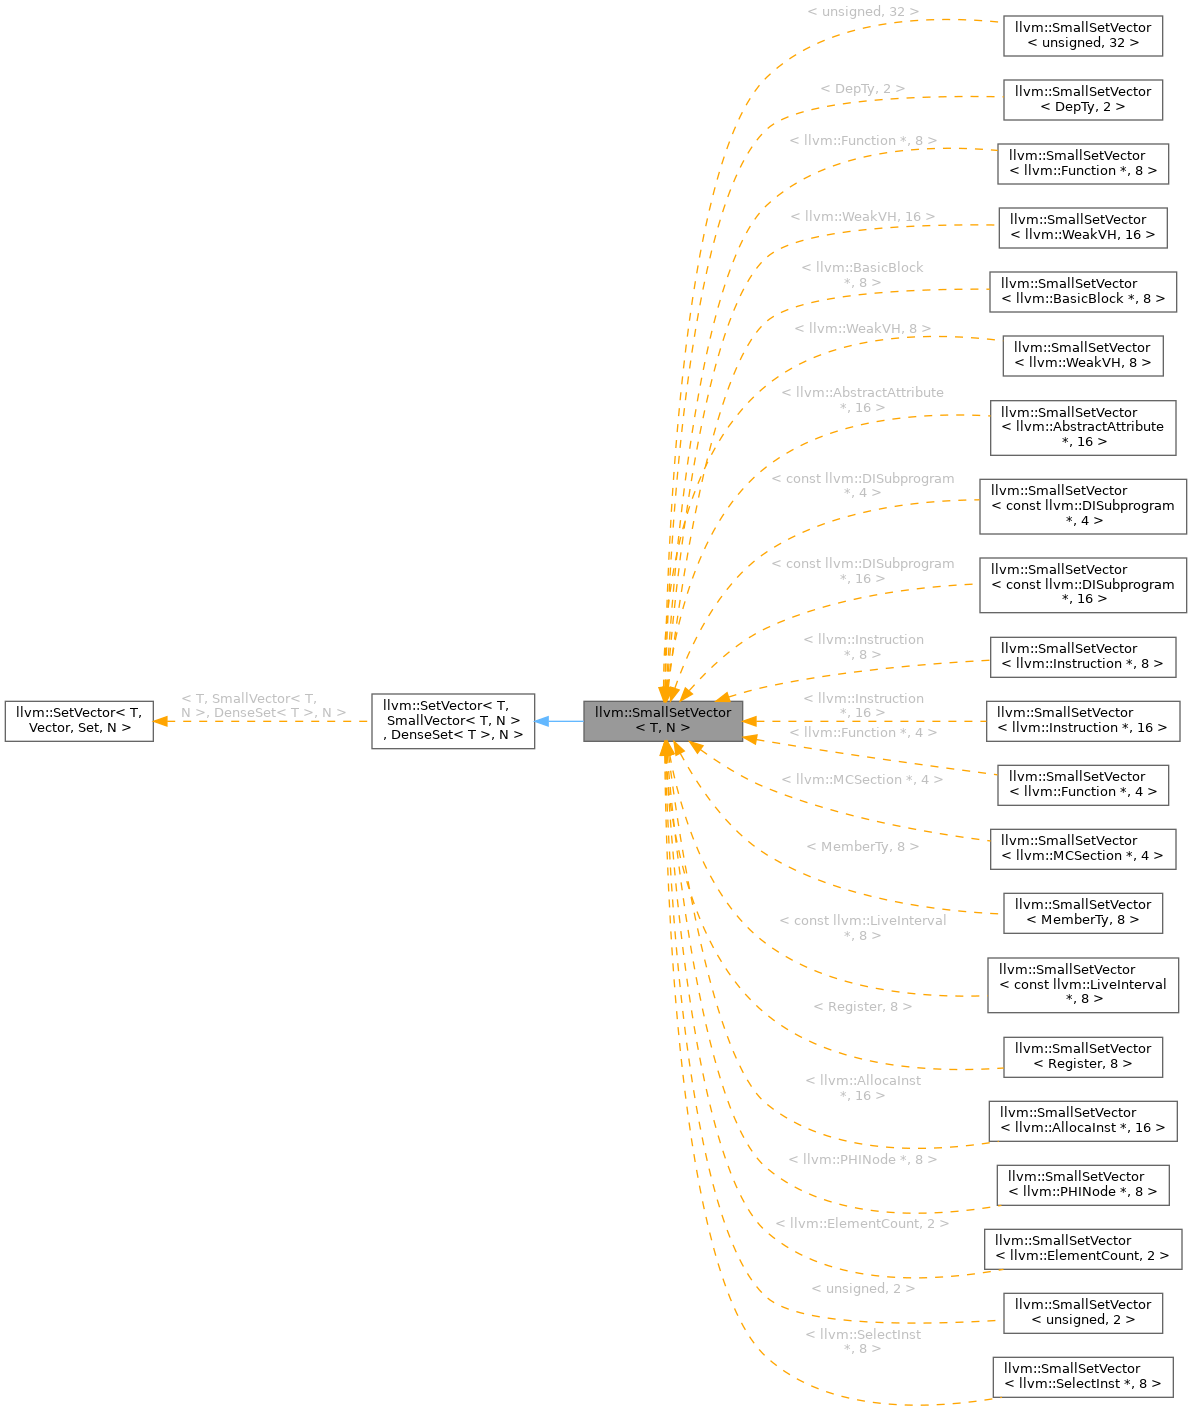 llvm::SetVector< T,
Vector, Set, N >
< T, SmallVector< T,
N >, DenseSet< T >, N >
llvm::SetVector< T,
SmallVector< T, N >
, DenseSet< T >, N >
llvm::SmallSetVector
< T, N >
< unsigned, 32 >
llvm::SmallSetVector
< unsigned, 32 >
< DepTy, 2 >
llvm::SmallSetVector
< DepTy, 2 >
< llvm::Function *, 8 >
llvm::SmallSetVector
< llvm::Function *, 8 >
< llvm::WeakVH, 16 >
llvm::SmallSetVector
< llvm::WeakVH, 16 >
< llvm::BasicBlock
*, 8 >
llvm::SmallSetVector
< llvm::BasicBlock *, 8 >
< llvm::WeakVH, 8 >
llvm::SmallSetVector
< llvm::WeakVH, 8 >
< llvm::AbstractAttribute
*, 16 >
llvm::SmallSetVector
< llvm::AbstractAttribute
*, 16 >
< const llvm::DISubprogram
*, 4 >
llvm::SmallSetVector
< const llvm::DISubprogram
*, 4 >
< const llvm::DISubprogram
*, 16 >
llvm::SmallSetVector
< const llvm::DISubprogram
*, 16 >
< llvm::Instruction
*, 8 >
llvm::SmallSetVector
< llvm::Instruction *, 8 >
< llvm::Instruction
*, 16 >
llvm::SmallSetVector
< llvm::Instruction *, 16 >
< llvm::Function *, 4 >
llvm::SmallSetVector
< llvm::Function *, 4 >
< llvm::MCSection *, 4 >
llvm::SmallSetVector
< llvm::MCSection *, 4 >
< MemberTy, 8 >
llvm::SmallSetVector
< MemberTy, 8 >
< const llvm::LiveInterval
*, 8 >
llvm::SmallSetVector
< const llvm::LiveInterval
*, 8 >
< Register, 8 >
llvm::SmallSetVector
< Register, 8 >
< llvm::AllocaInst
*, 16 >
llvm::SmallSetVector
< llvm::AllocaInst *, 16 >
< llvm::PHINode *, 8 >
llvm::SmallSetVector
< llvm::PHINode *, 8 >
< llvm::ElementCount, 2 >
llvm::SmallSetVector
< llvm::ElementCount, 2 >
< unsigned, 2 >
llvm::SmallSetVector
< unsigned, 2 >
< llvm::SelectInst
*, 8 >
llvm::SmallSetVector
< llvm::SelectInst *, 8 >